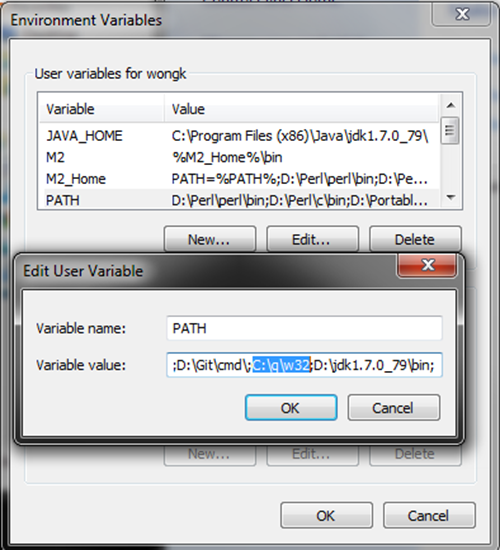 Environment Variables
User variables for wongk
Variable Value
JAVA_HOME C:\Program Files (x86)\Java\jdk1.7.0_79\
M2 %M2_Home%\bin
M2_Home PATH=%PATH%;D:\Perl\perl\bin;D:\Pe...
PATH D:\Perl\perl\bin;D:\Perl\c\bin;D:\Portabl...
New... Edit... Delete
Edit User Variable
Variable name: PATH
Variable value: ;D:\Git\cmd\;C:\q\w32;D:\jdk1.7.0_79\bin;
OK Cancel
New... Edit... Delete
OK Cancel